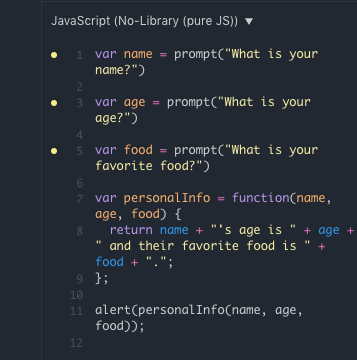 JavaScript (No-Library (pure JS)) ▼
1 var name = prompt("What is your
name?")
2
3 var age = prompt("What is your
age?")
4
5 var food = prompt("What is your
favorite food?")
6
7 var personalInfo = function(name,
age, food) {
8 return name + "'s age is " + age +
" and their favorite food is " +
food + ".";
9 };
10
11 alert(personalInfo(name, age,
food));
12